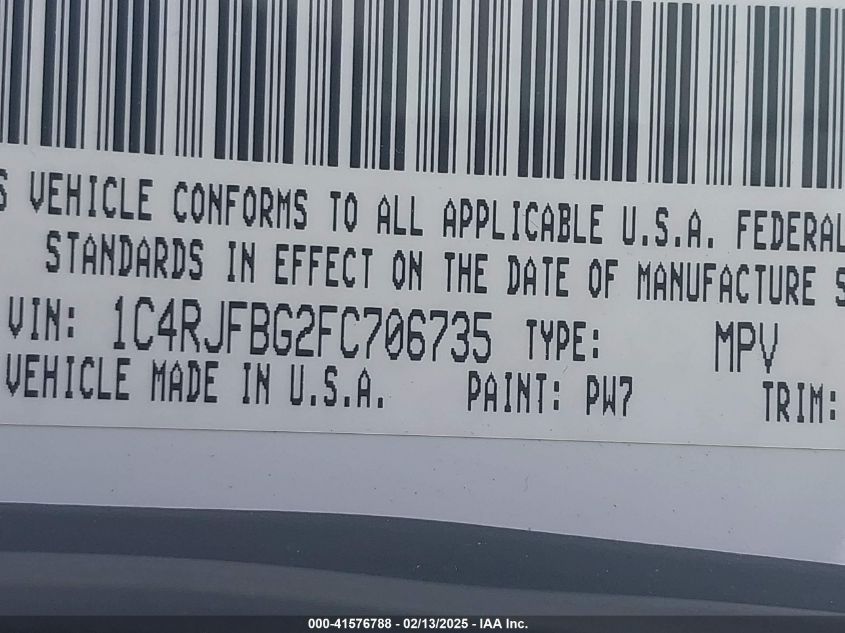 VEHICLE CONFORMS TO ALL APPLICABLE U.S.A. FEDERAL
STANDARDS IN EFFECT ON THE DATE OF MANUFACTURE S
VIN: 1C4RJFBG2FC706735 TYPE: MPV
VEHICLE MADE IN U.S.A. PAINT: PW7 TRIM:
000-41576788 - 02/13/2025 - IAA Inc.